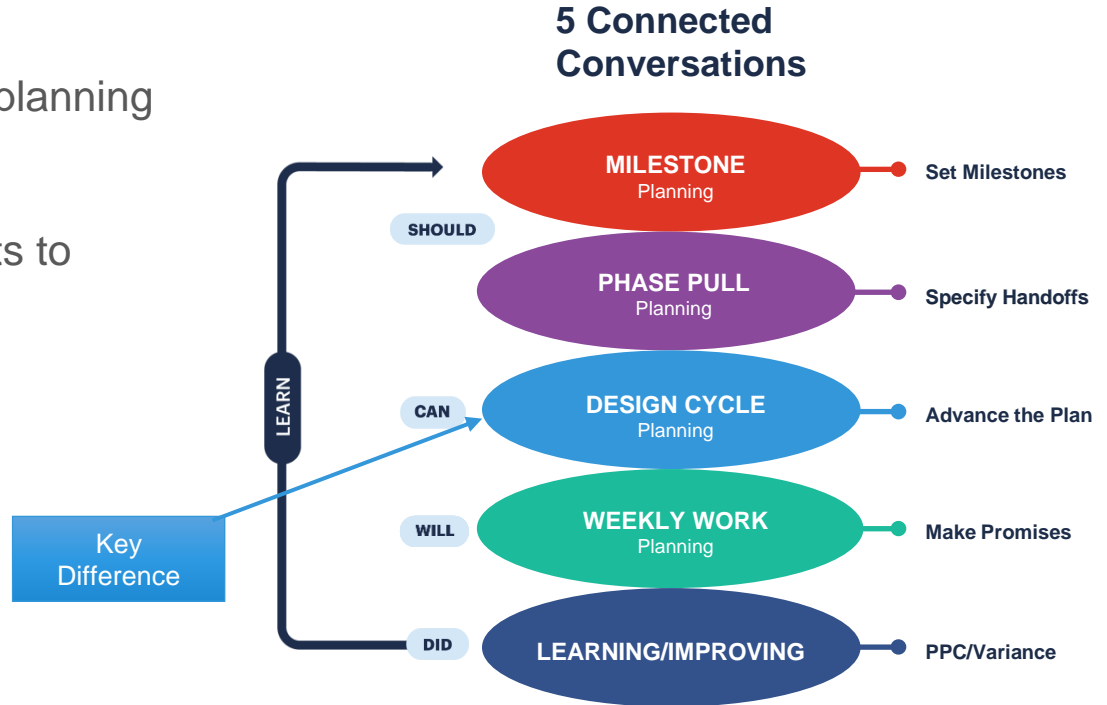 5 Connected
Conversations
planning
ts to
MILESTONE
Planning
Set Milestones
SHOULD
PHASE PULL
Planning
Specify Handoffs
LEARN
CAN
DESIGN CYCLE
Planning
Advance the Plan
Key
Difference
WILL
WEEKLY WORK
Planning
Make Promises
DID
LEARNING/IMPROVING
PPC/Variance